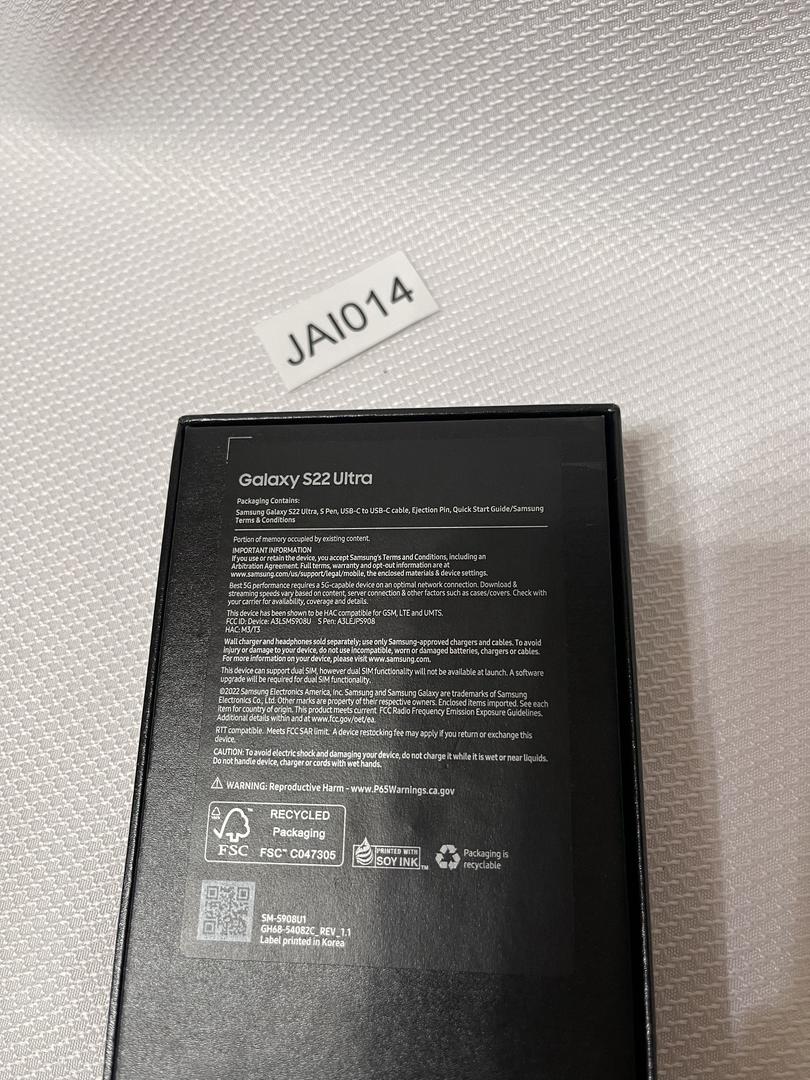 JAI014
Galaxy S22 Ultra
Packaging Contains:
Samsung Galaxy S22 Ultra, S Pen, USB-C to USB-C cable, Ejection Pin, Quick Start Guide/Samsung
Terms & Conditions
Portion of memory occupied by existing content.
IMPORTANT INFORMATION
If you use or retain the device, you accept Samsung's Terms and Conditions, including an
Arbitration Agreement. Full terms, warranty and opt-out information are at
www.samsung.com/us/support/legal/mobile, the enclosed materials & device settings.
Best 5G performance requires a 5G-capable device on an optimal network connection. Download &
streaming speeds vary based on content, server connection & other factors such as cases/covers. Check with
your carrier for availability, coverage and details.
This device has been shown to be HAC compatible for GSM, LTE and UMTS.
FCC ID: Device: A3LSMS908U S Pen: A3LEJPS908
HAC: M3/T3
Wall charger and headphones sold separately; use only Samsung-approved chargers and cables. To avoid
injury or damage to your device, do not use incompatible, worn or damaged batteries, chargers or cables.
For more information on your device, please visit www.samsung.com.
This device can support dual SIM, however dual SIM functionality will not be available at launch. A software
upgrade will be required for dual SIM functionality.
©2022 Samsung Electronics America, Inc. Samsung and Samsung Galaxy are trademarks of Samsung
Electronics Co., Ltd. Other marks are property of their respective owners. Enclosed items imported. See each
item for country of origin. This product meets current FCC Radio Frequency Emission Exposure Guidelines.
Additional details within and at www.fcc.gov/oet/ea.
RTT compatible. Meets FCC SAR limit. A device restocking fee may apply if you return or exchange this
device.
CAUTION: To avoid electric shock and damaging your device, do not charge it while it is wet or near liquids.
Do not handle device, charger or cords with wet hands.
WARNING: Reproductive Harm - www.P65Warnings.ca.gov
RECYCLED
Packaging
FSC™ C047305
FSC
PRINTED WITH
SOY INK™
Packaging is
recyclable
SM-S908U1
GH68-54082C_REV_1.1
Label printed in Korea